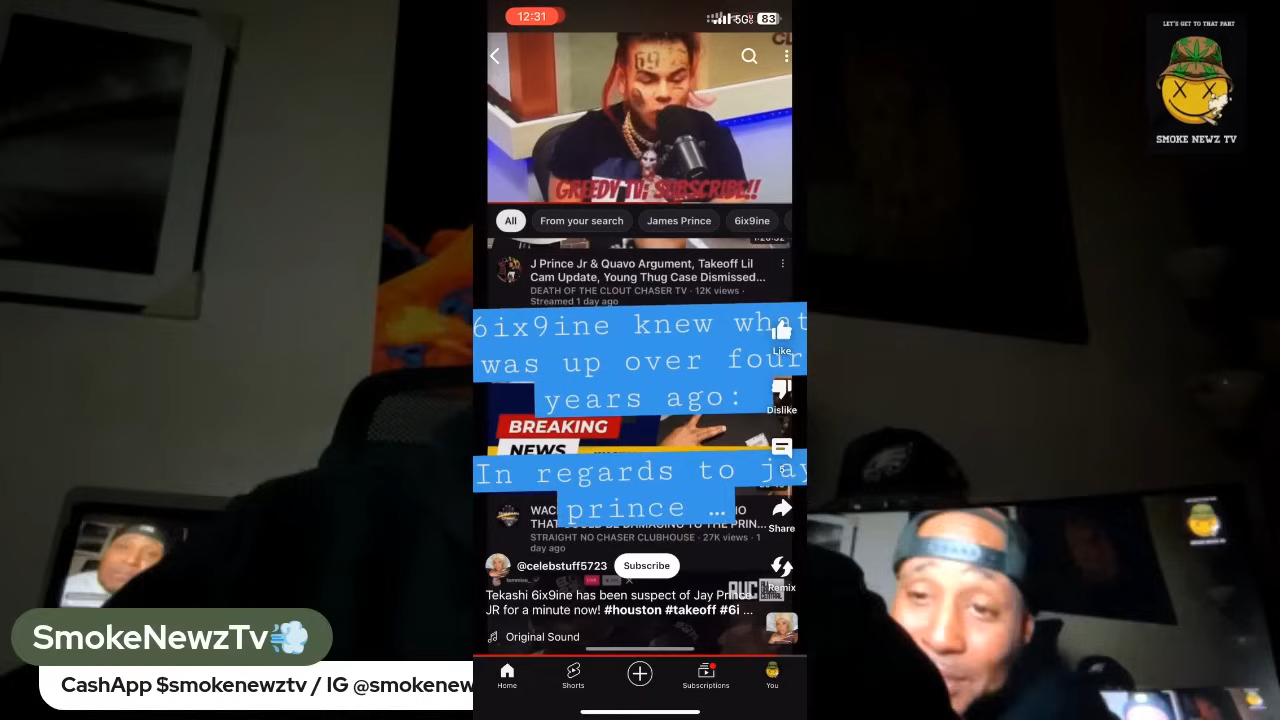 12:31
5G
83
LET'S GET TO THAT PART
SMOKE NEWZ TV
69
GREEDY TV: SUBSCRIBE!!
All
From your search
James Prince
6ix9ine
J Prince Jr & Quavo Argument, Takeoff Lil
Cam Update, Young Thug Case Dismissed...
DEATH OF THE CLOUT CHASER TV · 12K views ·
Streamed 1 day ago
6ix9ine knew what
was up over four
years ago:
Like
Dislike
BREAKING
NEWS
In regards to jay
prince …
STRAIGHT NO CHASER CLUBHOUSE · 27K views · 1
day ago
Share
@celebstuff5723
Subscribe
Remix
Tekashi 6ix9ine has been suspect of Jay Prince
JR for a minute now! #houston #takeoff #6i ...
Original Sound
Home
Shorts
Subscriptions
You
SmokeNewzTv💨
CashApp $smokenewztv / IG @smokenew